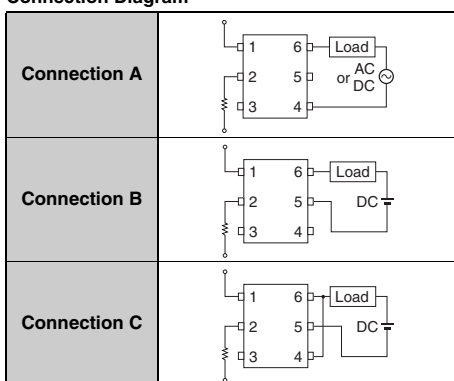 Connection Diagram
Connection A
1 6 Load
2 5 AC or DC
3 4
Connection B
1 6 Load
2 5 DC
3 4
Connection C
1 6 Load
2 5 DC
3 4